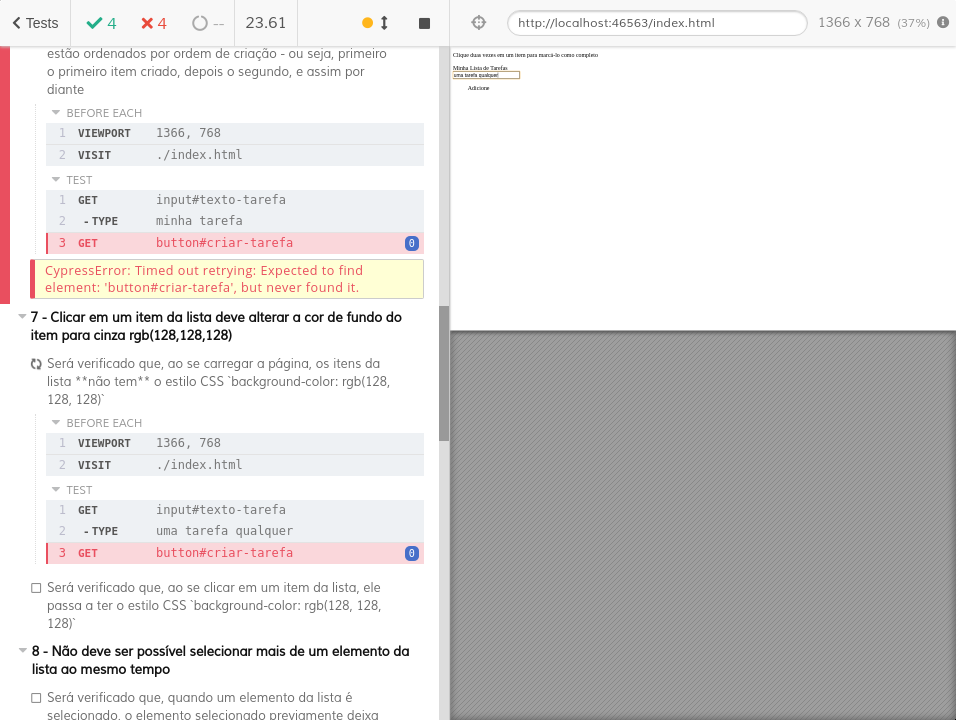 Tests 4 4 -- 23.61
http://localhost:46563/index.html 1366 x 768 (37%)
estão ordenados por ordem de criação - ou seja, primeiro
o primeiro item criado, depois o segundo, e assim por
diante
BEFORE EACH
1 VIEWPORT 1366, 768
2 VISIT ./index.html
TEST
1 GET input#texto-tarefa
2 -TYPE minha tarefa
3 GET button#criar-tarefa 0
CypressError: Timed out retrying: Expected to find
element: 'button#criar-tarefa', but never found it.
7 - Clicar em um item da lista deve alterar a cor de fundo do
item para cinza rgb(128,128,128)
Será verificado que, ao se carregar a página, os itens da
lista **não tem** o estilo CSS `background-color: rgb(128,
128, 128)`
BEFORE EACH
1 VIEWPORT 1366, 768
2 VISIT ./index.html
TEST
1 GET input#texto-tarefa
2 -TYPE uma tarefa qualquer
3 GET button#criar-tarefa 0
Será verificado que, ao se clicar em um item da lista, ele
passa a ter o estilo CSS `background-color: rgb(128, 128,
128)`
8 - Não deve ser possível selecionar mais de um elemento da
lista ao mesmo tempo
Será verificado que, quando um elemento da lista é
selecionado, o elemento selecionado previamente deixa
Clique duas vezes em um item para marcá-lo como completo
Minha Lista de Tarefas
uma tarefa qualquer
Adicione